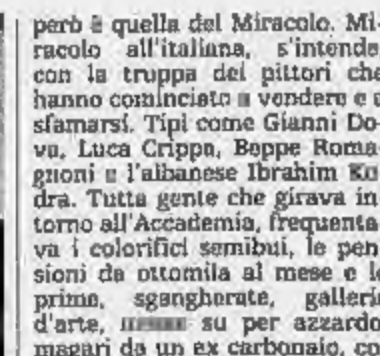 però è quella del Miracolo. Mi-
racolo all'italiana, s'intende
con la truppa dei pittori che
hanno cominciato a vendere e a
sfamarsi. Tipi come Gianni Do-
va, Luca Crippa, Beppe Roma-
gnoni e l'albanese Ibrahim Ko
dra. Tutta gente che girava in
torno all'Accademia, frequenta
va i colorifici semibui, le pen
sioni da ottomila al mese e le
prime, sgangherate, galleri
d'arte, su per azzardo
magari da un ex carbonaio, co